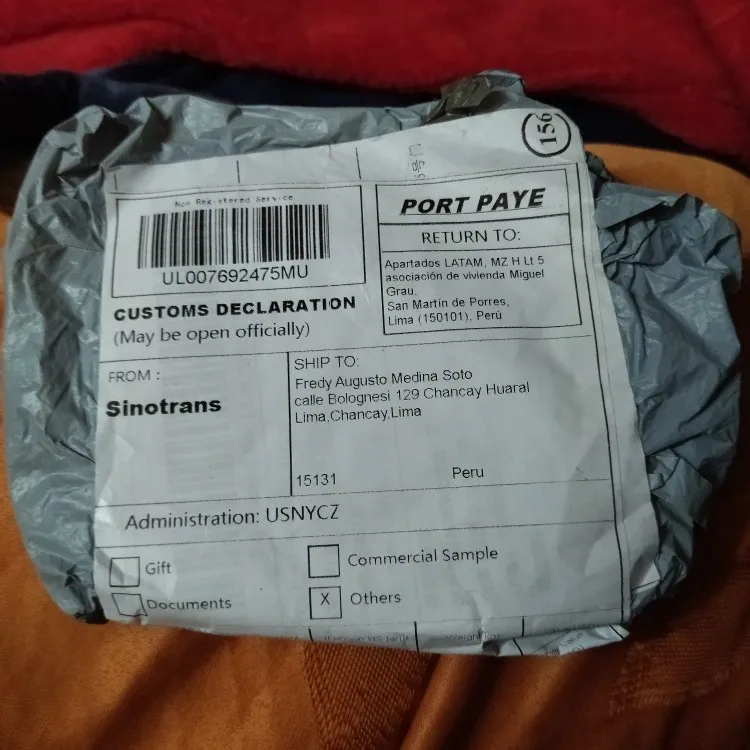 156
Non Registered Service
UL007692475MU
CUSTOMS DECLARATION
(May be open officially)
PORT PAYE
RETURN TO:
Apartados LATAM, MZ H Lt 5
asociación de vivienda Miguel
Grau,
San Martín de Porres,
Lima (150101), Perú
FROM :
Sinotrans
SHIP TO:
Fredy Augusto Medina Soto
calle Bolognesi 129 Chancay Huaral
Lima,Chancay,Lima
15131 Peru
Administration: USNYCZ
Gift
Commercial Sample
Documents
X Others